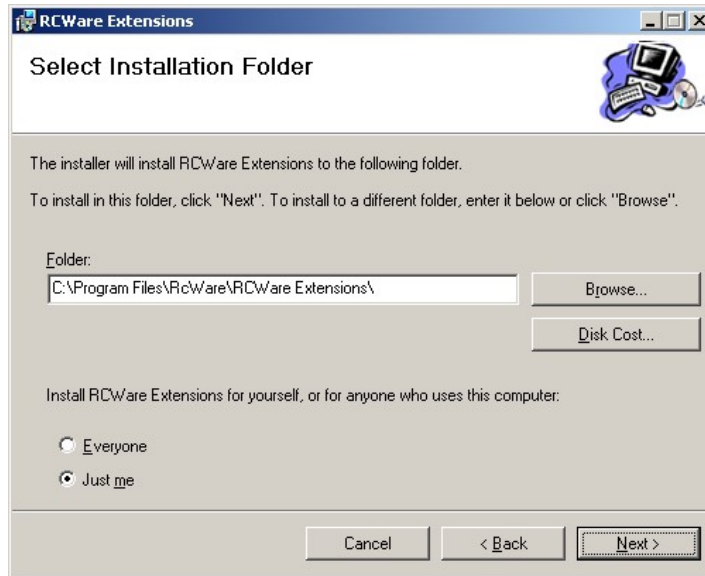 RCWare Extensions
Select Installation Folder
The installer will install RCWare Extensions to the following folder.
To install in this folder, click "Next". To install to a different folder, enter it below or click "Browse".
Folder:
C:\Program Files\RcWare\RCWare Extensions\
Browse...
Disk Cost...
Install RCWare Extensions for yourself, or for anyone who uses this computer:
Everyone
Just me
Cancel
< Back
Next >